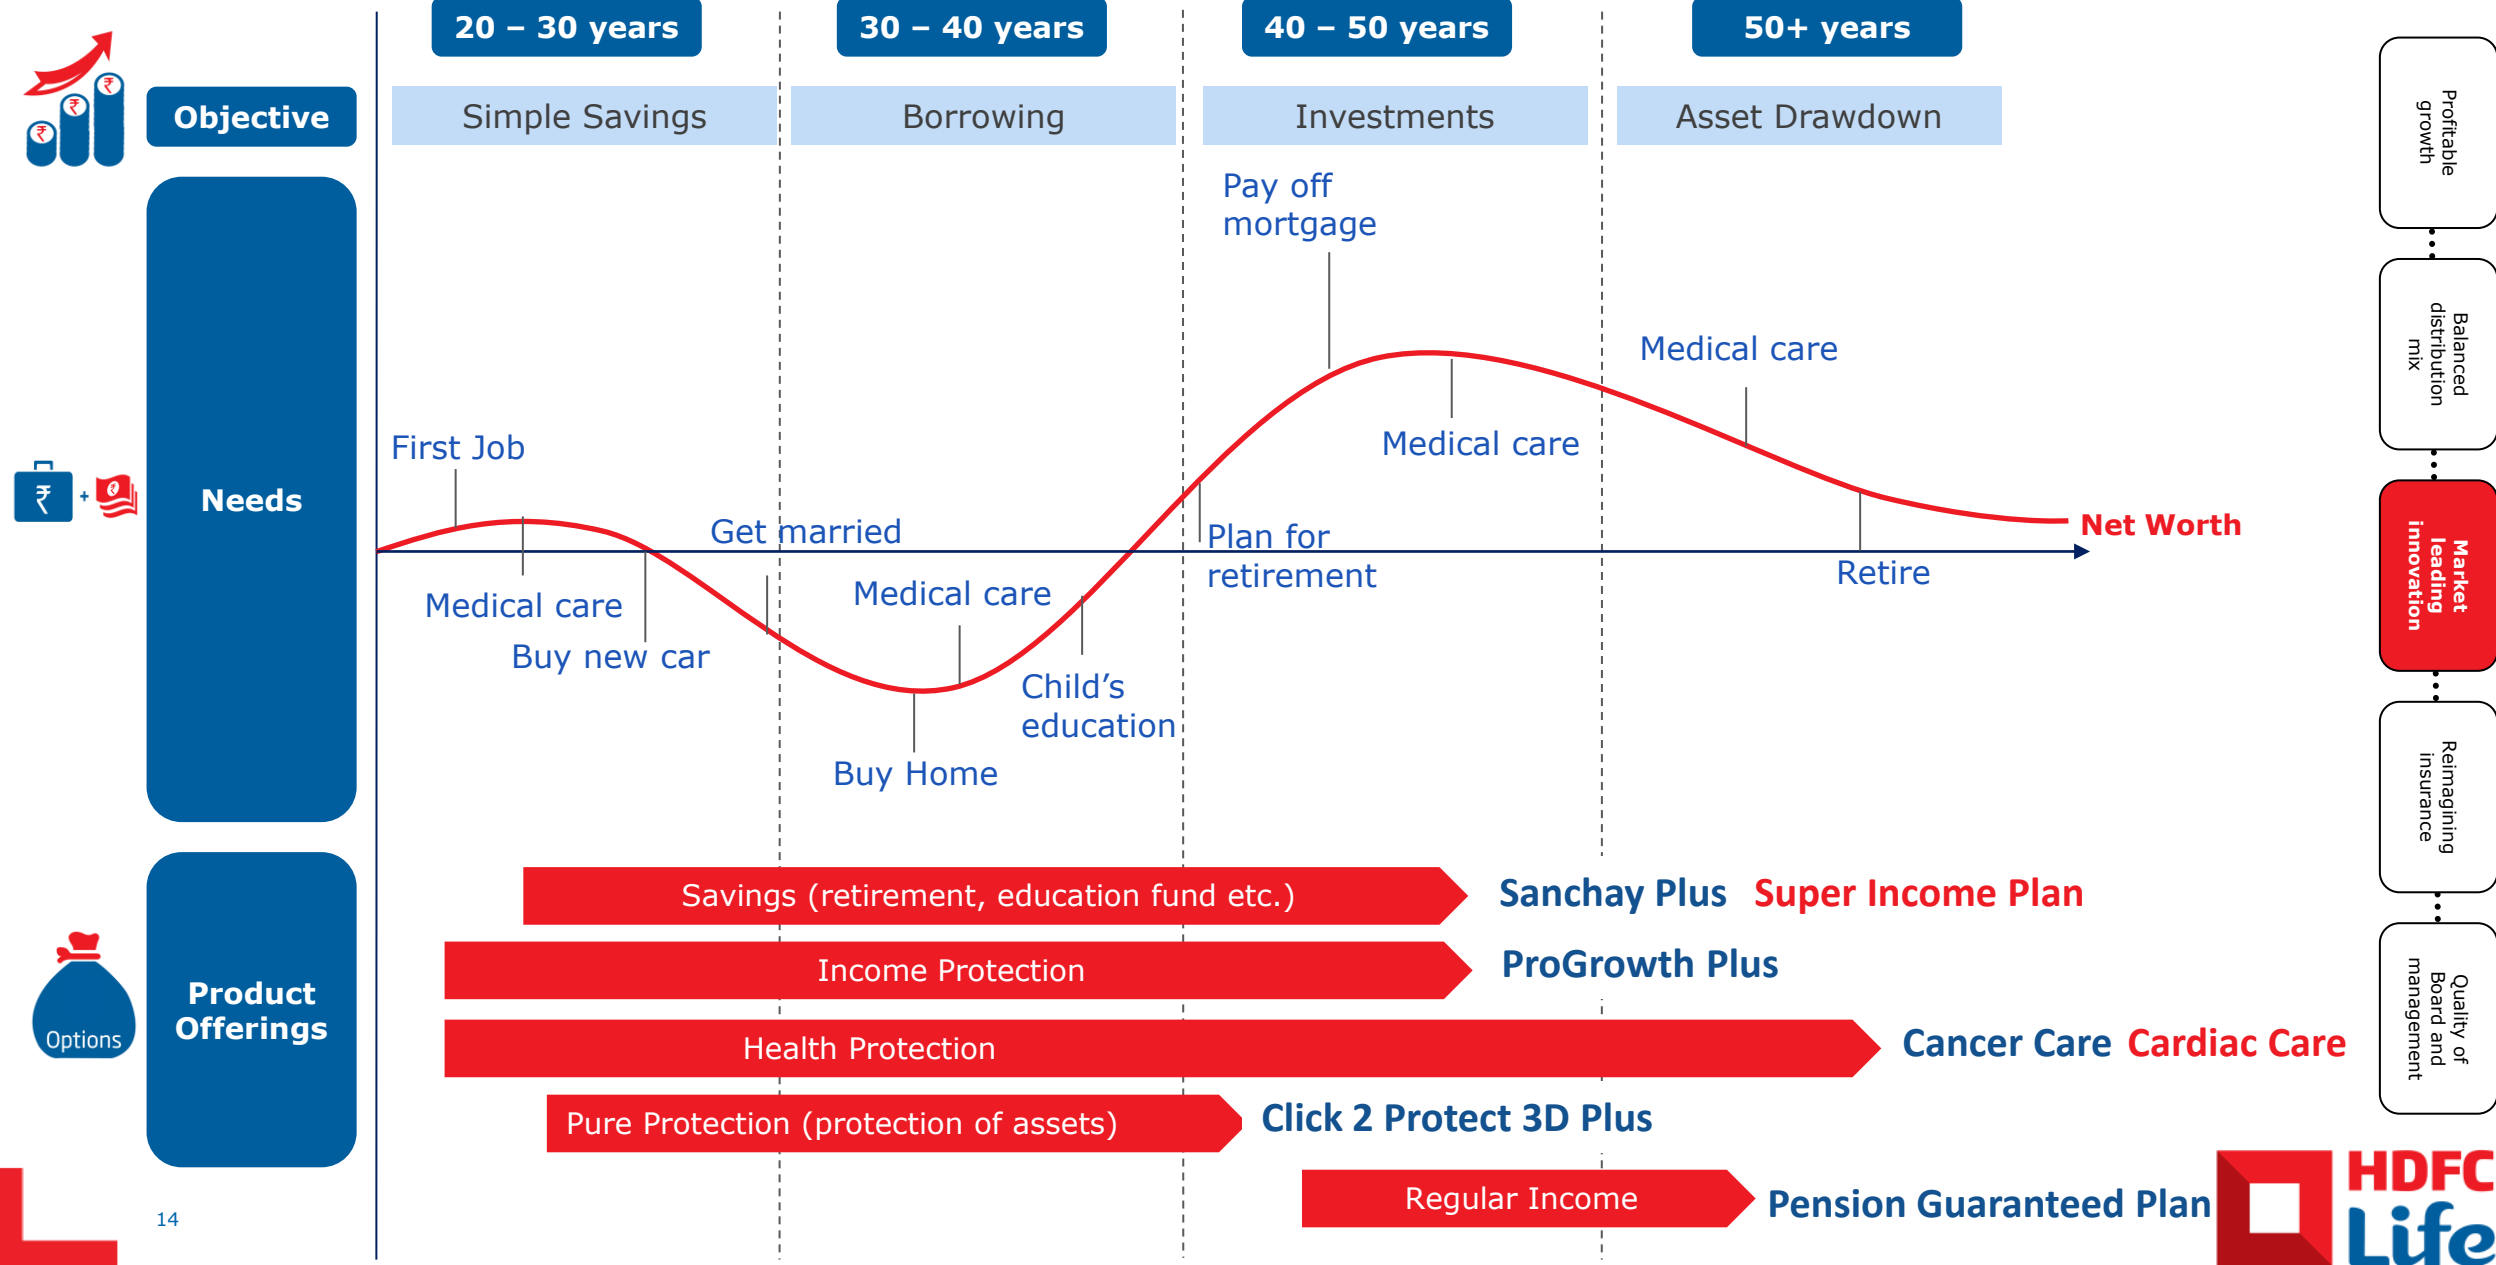 20 – 30 years
30 – 40 years
40 – 50 years
50+ years
Objective
Simple Savings
Borrowing
Investments
Asset Drawdown
₹
₹
₹
Needs
₹
+
₹
Pay off
mortgage
Medical care
First Job
Medical care
Get married
Net Worth
Plan for
retirement
Retire
Medical care
Medical care
Buy new car
Child’s
education
Buy Home
Product
Offerings
Options
Savings (retirement, education fund etc.)
Sanchay Plus
Super Income Plan
Income Protection
ProGrowth Plus
Health Protection
Cancer Care
Cardiac Care
Pure Protection (protection of assets)
Click 2 Protect 3D Plus
Regular Income
Pension Guaranteed Plan
Profitable
growth
Balanced
distribution
mix
Market
leading
innovation
Reimagining
insurance
Quality of
Board and
management
14
HDFC
Life